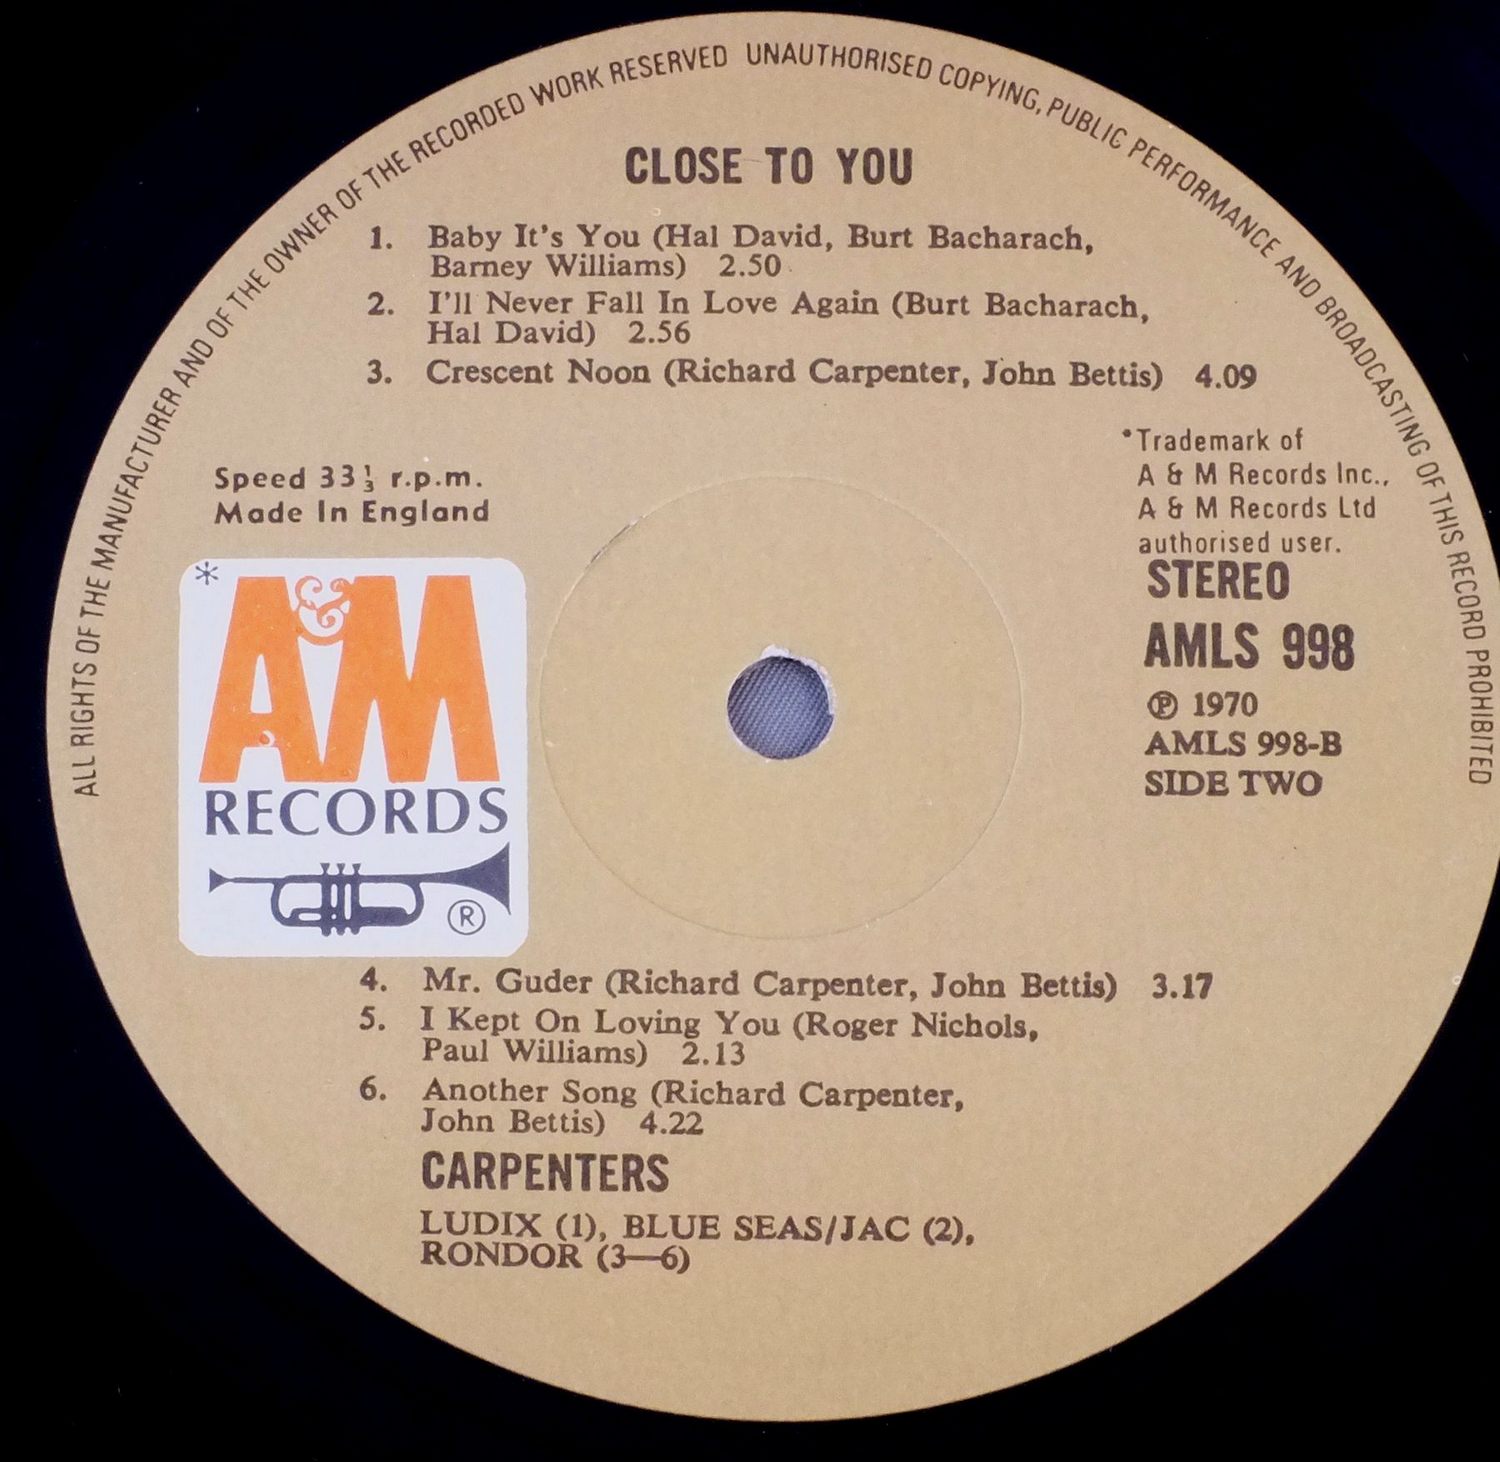 ALL RIGHTS OF THE MANUFACTURER AND OF THE OWNER OF THE RECORDED WORK RESERVED UNAUTHORISED COPYING, PUBLIC PERFORMANCE AND BROADCASTING OF THIS RECORD PROHIBITED
CLOSE TO YOU
1. Baby It's You (Hal David, Burt Bacharach,
Barney Williams) 2.50
2. I'll Never Fall In Love Again (Burt Bacharach,
Hal David) 2.56
3. Crescent Noon (Richard Carpenter, John Bettis) 4.09
Speed 33⅓ r.p.m.
Made In England
*Trademark of
A & M Records Inc.,
A & M Records Ltd
authorised user.
STEREO
AMLS 998
℗ 1970
AMLS 998-B
SIDE TWO
*
A&M
RECORDS
®
4. Mr. Guder (Richard Carpenter, John Bettis) 3.17
5. I Kept On Loving You (Roger Nichols,
Paul Williams) 2.13
6. Another Song (Richard Carpenter,
John Bettis) 4.22
CARPENTERS
LUDIX (1), BLUE SEAS/JAC (2),
RONDOR (3—6)